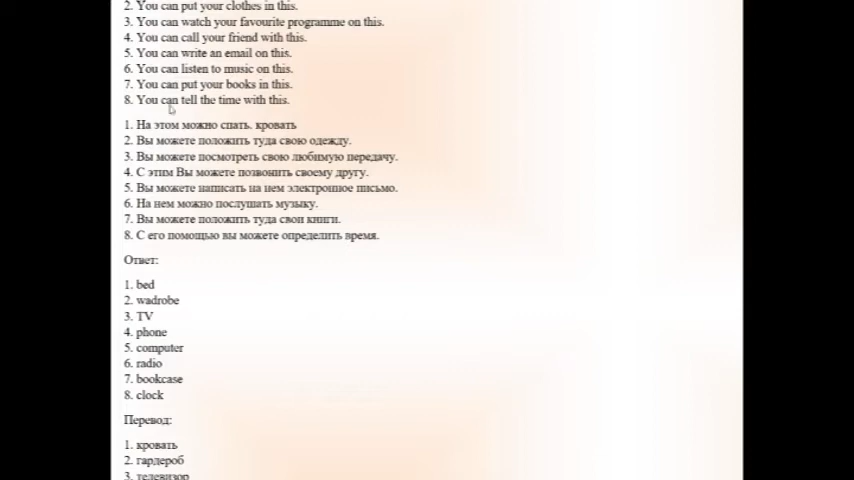 2. You can put your clothes in this.
3. You can watch your favourite programme on this.
4. You can call your friend with this.
5. You can write an email on this.
6. You can listen to music on this.
7. You can put your books in this.
8. You can tell the time with this.
1. На этом можно спать. кровать
2. Вы можете положить туда свою одежду.
3. Вы можете посмотреть свою любимую передачу.
4. С этим Вы можете позвонить своему другу.
5. Вы можете написать на нем электронное письмо.
6. На нем можно послушать музыку.
7. Вы можете положить туда свои книги.
8. С его помощью вы можете определить время.
Ответ:
1. bed
2. wadrobe
3. TV
4. phone
5. computer
6. radio
7. bookcase
8. clock
Перевод:
1. кровать
2. гардероб
3. телевизор